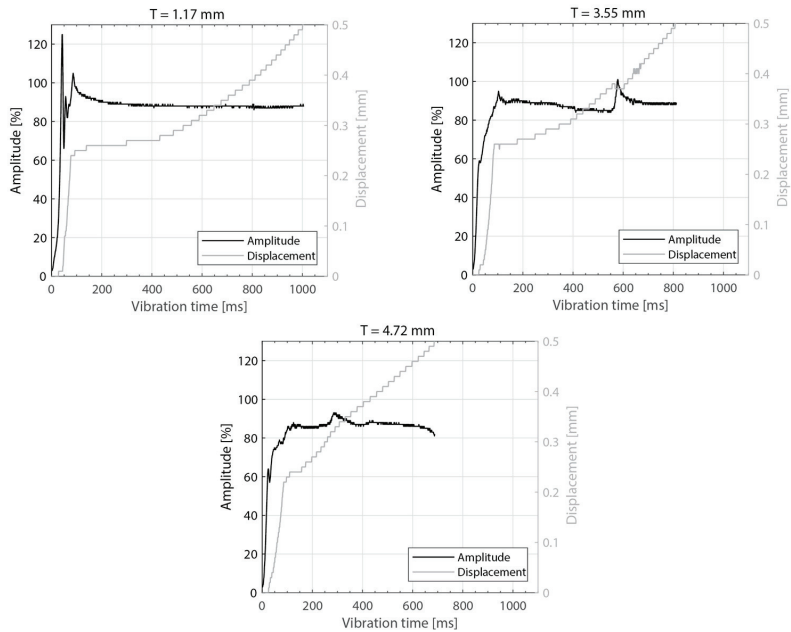 T = 1.17 mm
120
100
80
60
40
20
0
Amplitude [%]
0.5
0.4
0.3
0.2
0.1
0
Displacement [mm]
Amplitude
Displacement
0 200 400 600 800 1000
Vibration time [ms]
T = 3.55 mm
120
100
80
60
40
20
0
Amplitude [%]
0.5
0.4
0.3
0.2
0.1
0
Displacement [mm]
Amplitude
Displacement
0 200 400 600 800 1000
Vibration time [ms]
T = 4.72 mm
120
100
80
60
40
20
0
Amplitude [%]
0.5
0.4
0.3
0.2
0.1
0
Displacement [mm]
Amplitude
Displacement
0 200 400 600 800 1000
Vibration time [ms]